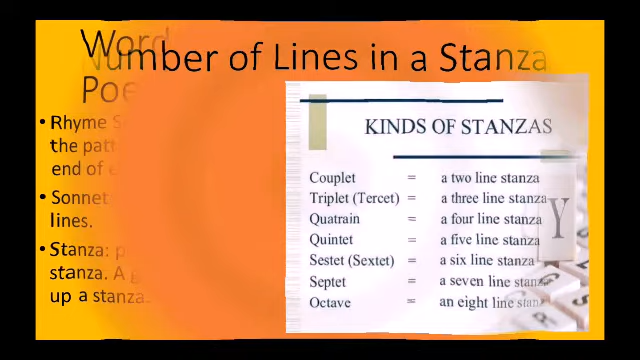 Word
Number of Lines in a Stanza
Poe
• Rhyme S
the patt
end of e
• Sonnet
lines.
• Stanza: p
stanza. A g
up a stanza.
KINDS OF STANZAS
Couplet = a two line stanza
Triplet (Tercet) = a three line stanza
Quatrain = a four line stanza
Quintet = a five line stanza
Sestet (Sextet) = a six line stanza
Septet = a seven line stanza
Octave = an eight line stanza
Y